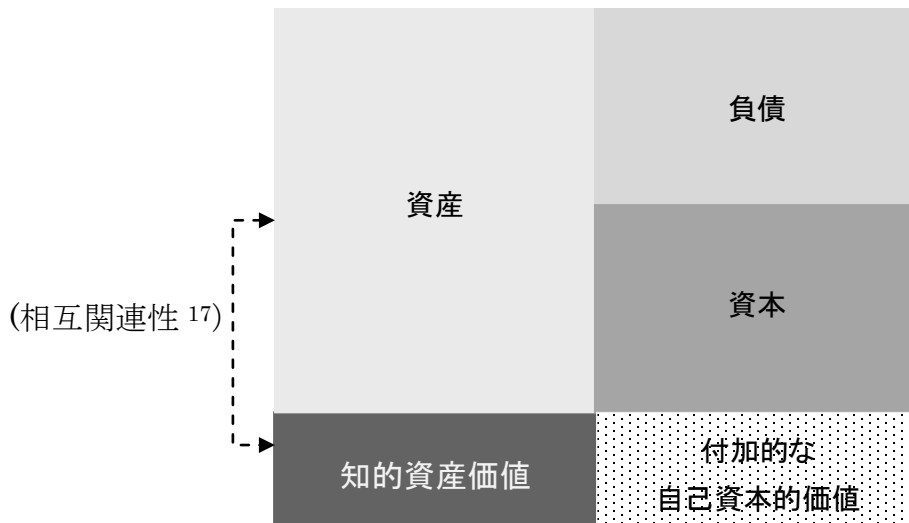 負債
資産
資本
(相互関連性 17)
知的資産価値
付加的な
自己資本的価値